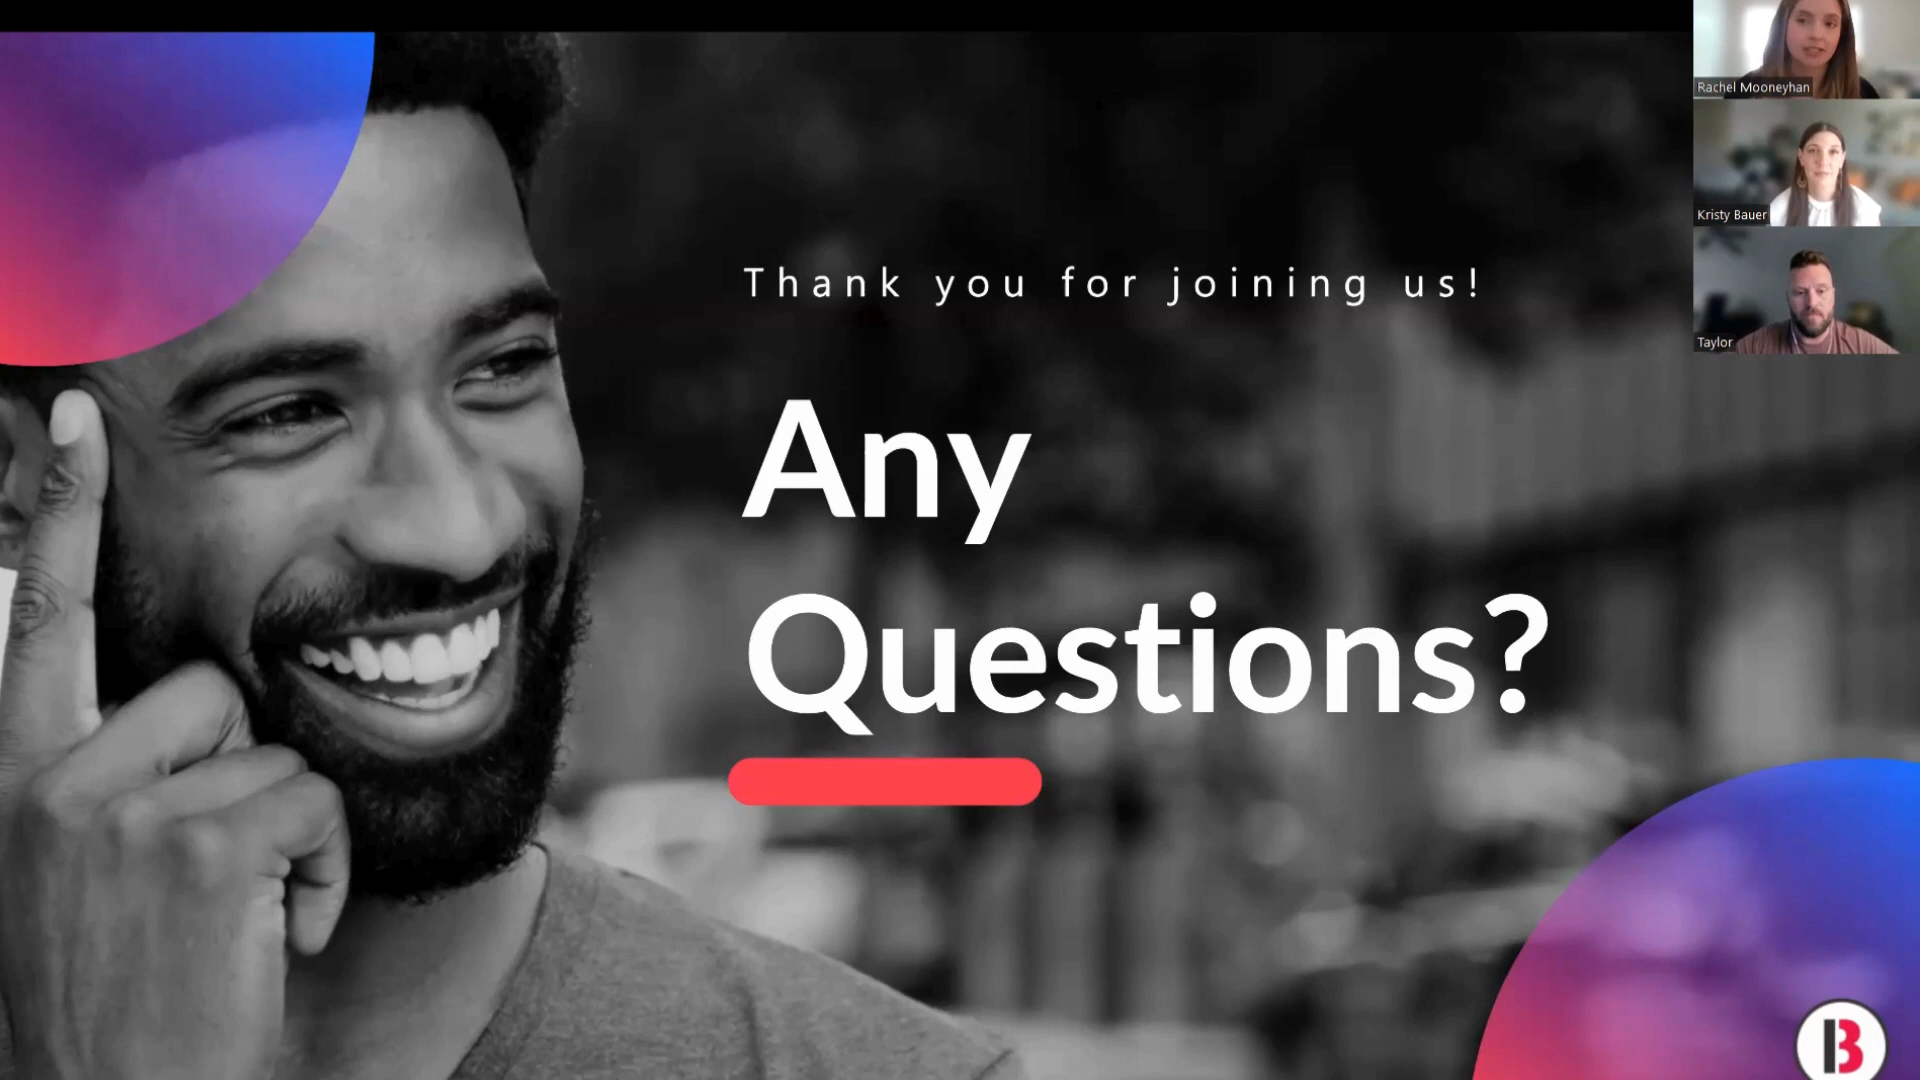 Rachel Mooneyhan
Kristy Bauer
Taylor
Thank you for joining us!
Any
Questions?
B